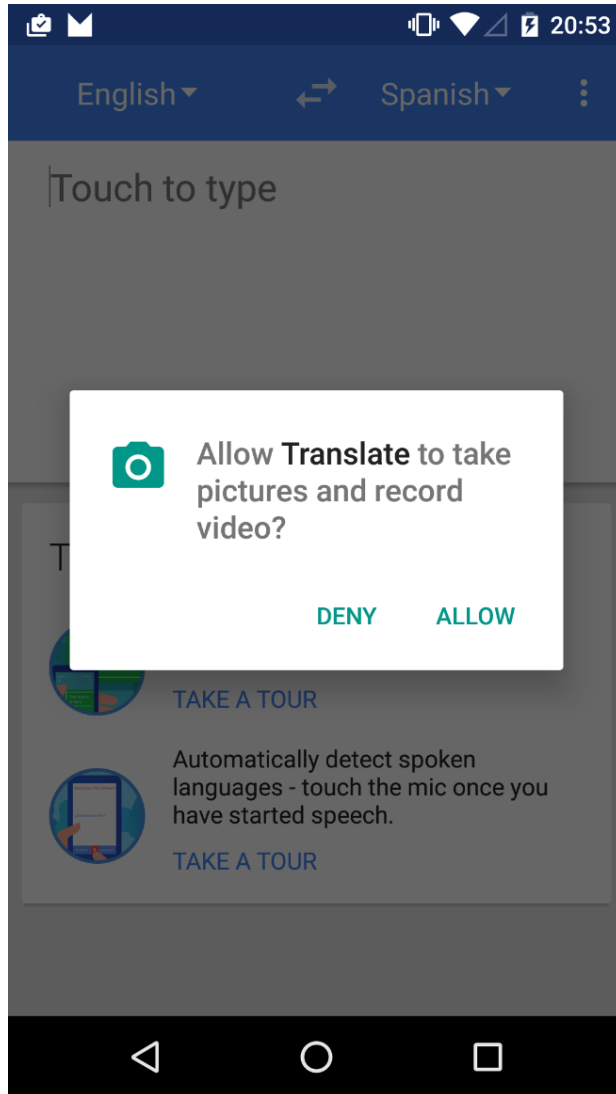 20:53
English
Spanish
Touch to type
Allow Translate to take
pictures and record
video?
DENY
ALLOW
T
TAKE A TOUR
Automatically detect spoken
languages - touch the mic once you
have started speech.
TAKE A TOUR